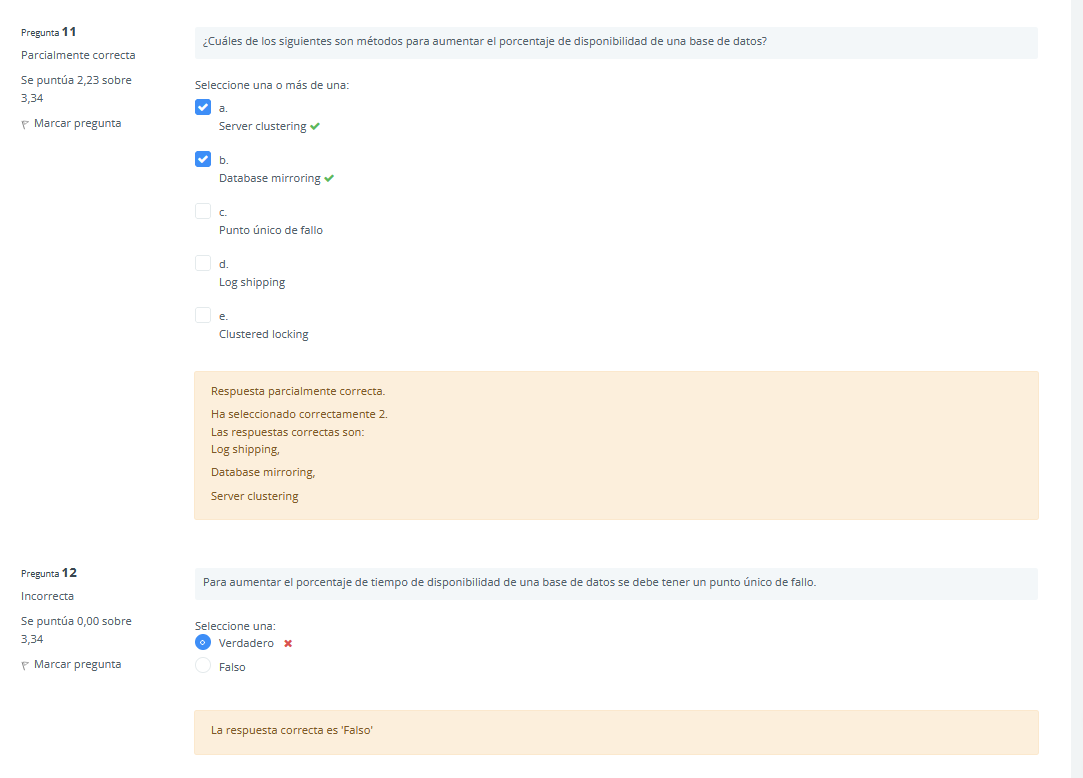 Pregunta 11
Parcialmente correcta
Se puntúa 2,23 sobre
3,34
Marcar pregunta
¿Cuáles de los siguientes son métodos para aumentar el porcentaje de disponibilidad de una base de datos?
Seleccione una o más de una:
a.
Server clustering
b.
Database mirroring
c.
Punto único de fallo
d.
Log shipping
e.
Clustered locking
Respuesta parcialmente correcta.
Ha seleccionado correctamente 2.
Las respuestas correctas son:
Log shipping,
Database mirroring,
Server clustering
Pregunta 12
Incorrecta
Se puntúa 0,00 sobre
3,34
Marcar pregunta
Para aumentar el porcentaje de tiempo de disponibilidad de una base de datos se debe tener un punto único de fallo.
Seleccione una:
Verdadero
Falso
La respuesta correcta es 'Falso'